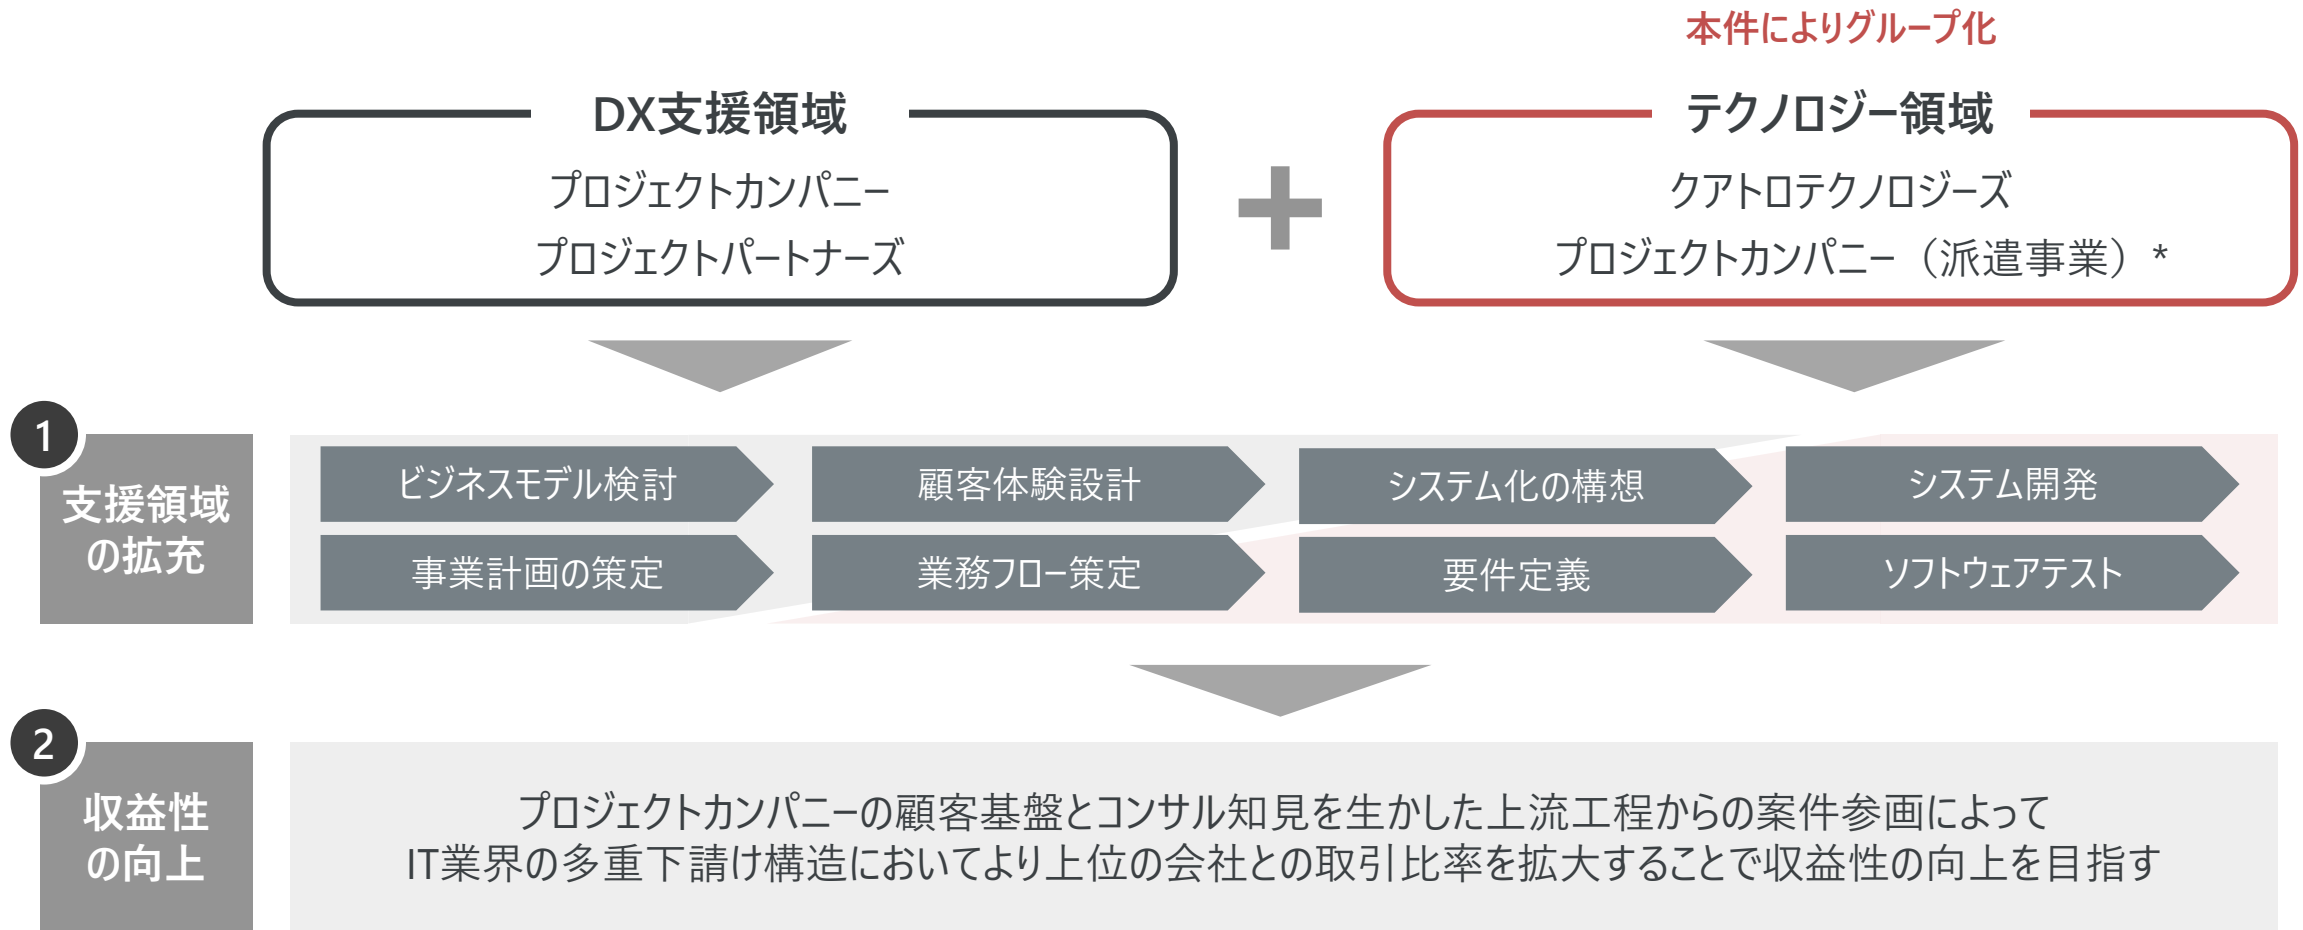 本件によりグループ化
DX支援領域
プロジェクトカンパニー
プロジェクトパートナーズ
テクノロジー領域
クアトロテクノロジーズ
プロジェクトカンパニー（派遣事業）*
1
支援領域
の拡充
ビジネスモデル検討
顧客体験設計
システム化の構想
システム開発
事業計画の策定
業務フロー策定
要件定義
ソフトウェアテスト
2
収益性
の向上
プロジェクトカンパニーの顧客基盤とコンサル知見を生かした上流工程からの案件参画によって
IT業界の多重下請け構造においてより上位の会社との取引比率を拡大することで収益性の向上を目指す